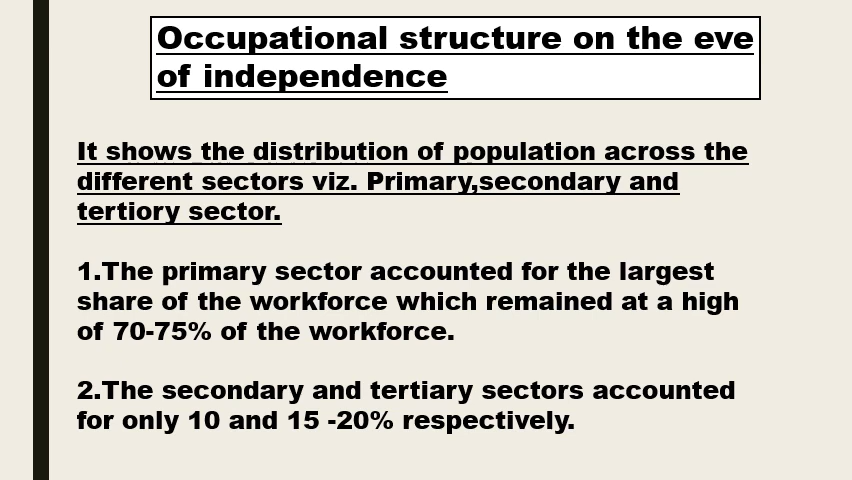 Occupational structure on the eve
of independence
It shows the distribution of population across the
different sectors viz. Primary,secondary and
tertiory sector.
1.The primary sector accounted for the largest
share of the workforce which remained at a high
of 70-75% of the workforce.
2.The secondary and tertiary sectors accounted
for only 10 and 15 -20% respectively.